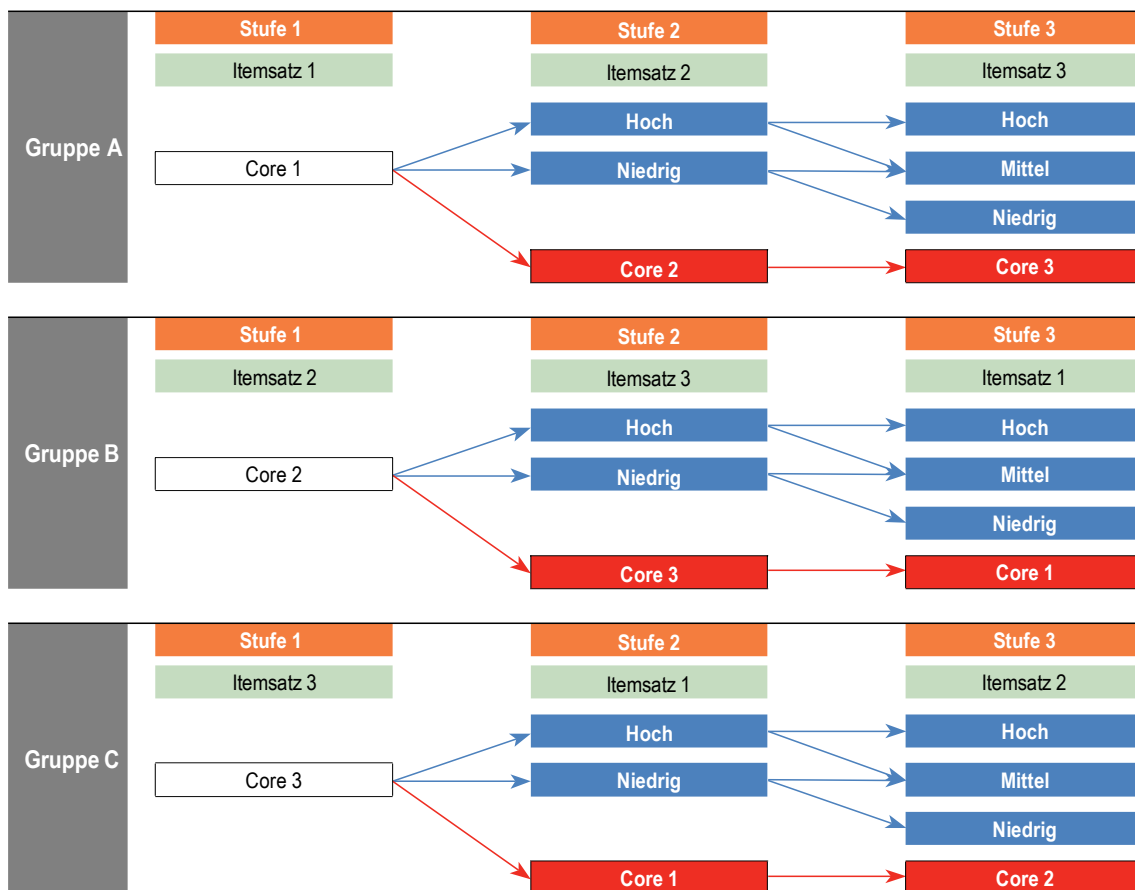 Stufe 1
Stufe 2
Stufe 3
Itemsatz 1
Itemsatz 2
Itemsatz 3
Gruppe A
Core 1
Hoch
Hoch
Niedrig
Mittel
Niedrig
Core 2
Core 3
Stufe 1
Stufe 2
Stufe 3
Itemsatz 2
Itemsatz 3
Itemsatz 1
Gruppe B
Core 2
Hoch
Hoch
Niedrig
Mittel
Niedrig
Core 3
Core 1
Stufe 1
Stufe 2
Stufe 3
Itemsatz 3
Itemsatz 1
Itemsatz 2
Gruppe C
Core 3
Hoch
Hoch
Niedrig
Mittel
Niedrig
Core 1
Core 2